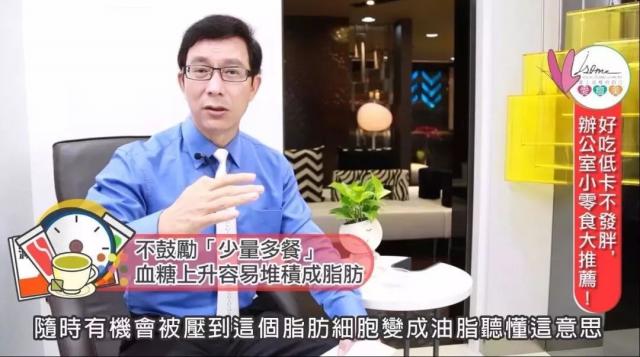 好吃低卡不發胖,
辦公室小零食大推薦!
不鼓勵「少量多餐」
血糖上升容易堆積成脂肪
隨時有機會被壓到這個脂肪細胞變成油脂聽懂這意思